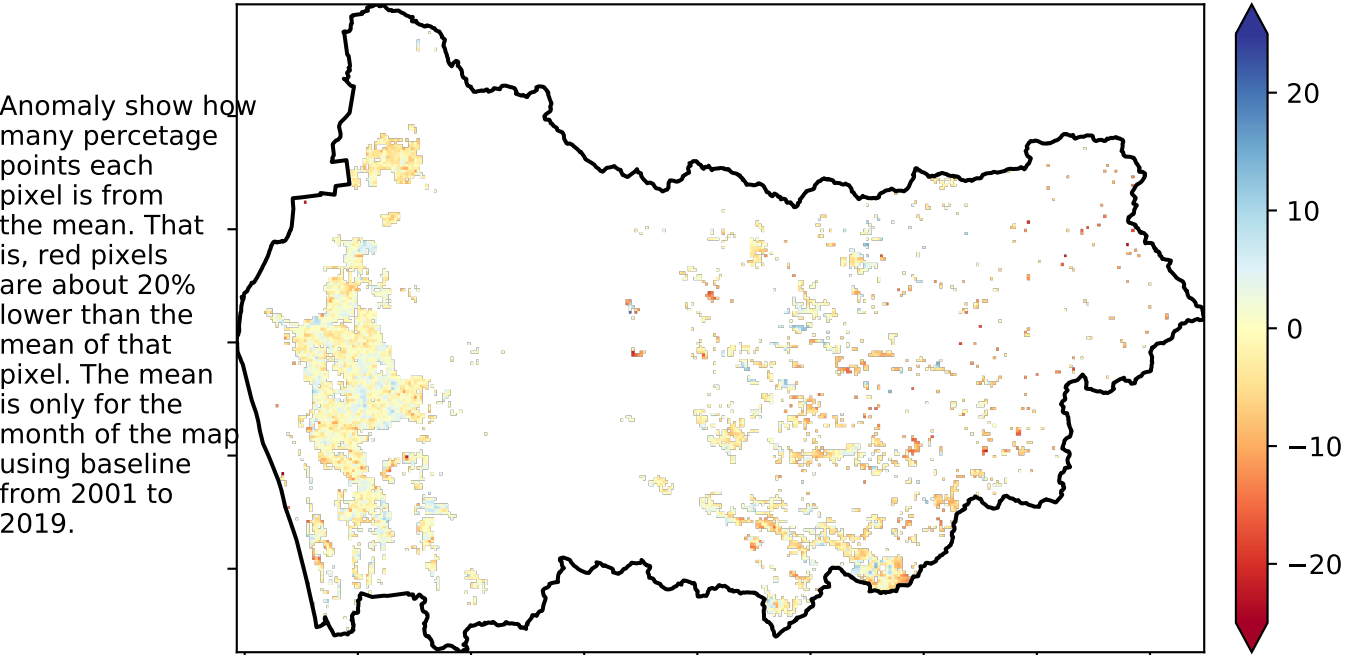 Anomaly show how
many percetage
points each
pixel is from
the mean. That
is, red pixels
are about 20%
lower than the
mean of that
pixel. The mean
is only for the
month of the map
using baseline
from 2001 to
2019.
20
10
0
−10
−20